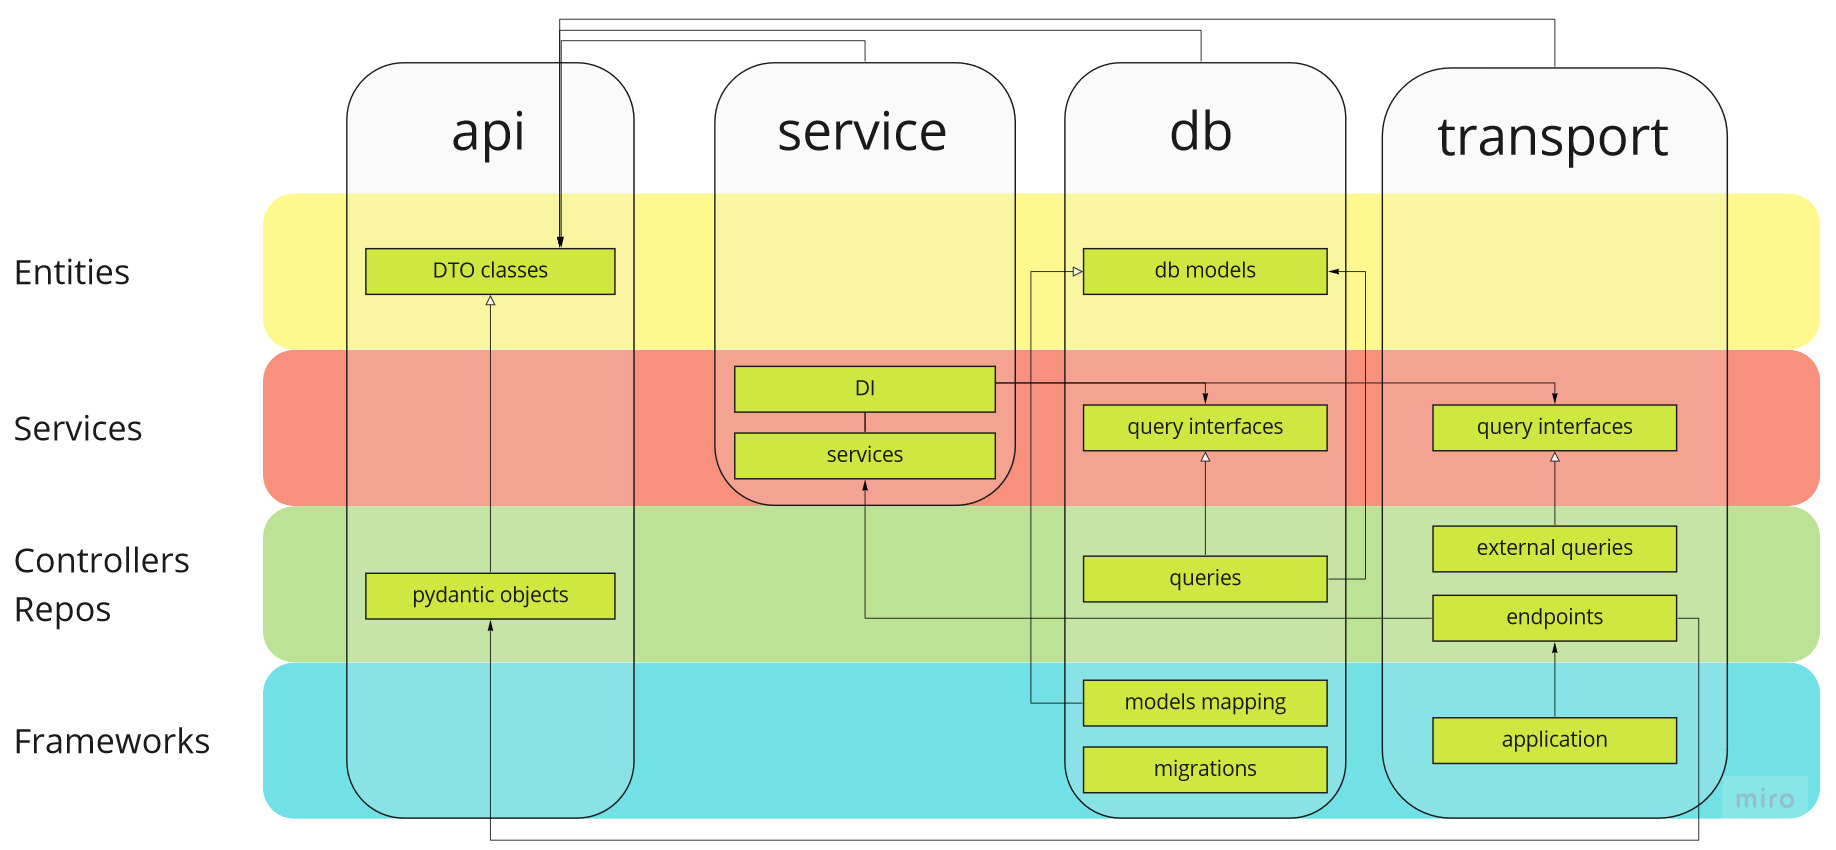 api
service
db
transport
Entities
DTO classes
db models
Services
DI
services
query interfaces
query interfaces
Controllers
Repos
pydantic objects
queries
external queries
endpoints
Frameworks
models mapping
migrations
application
miro